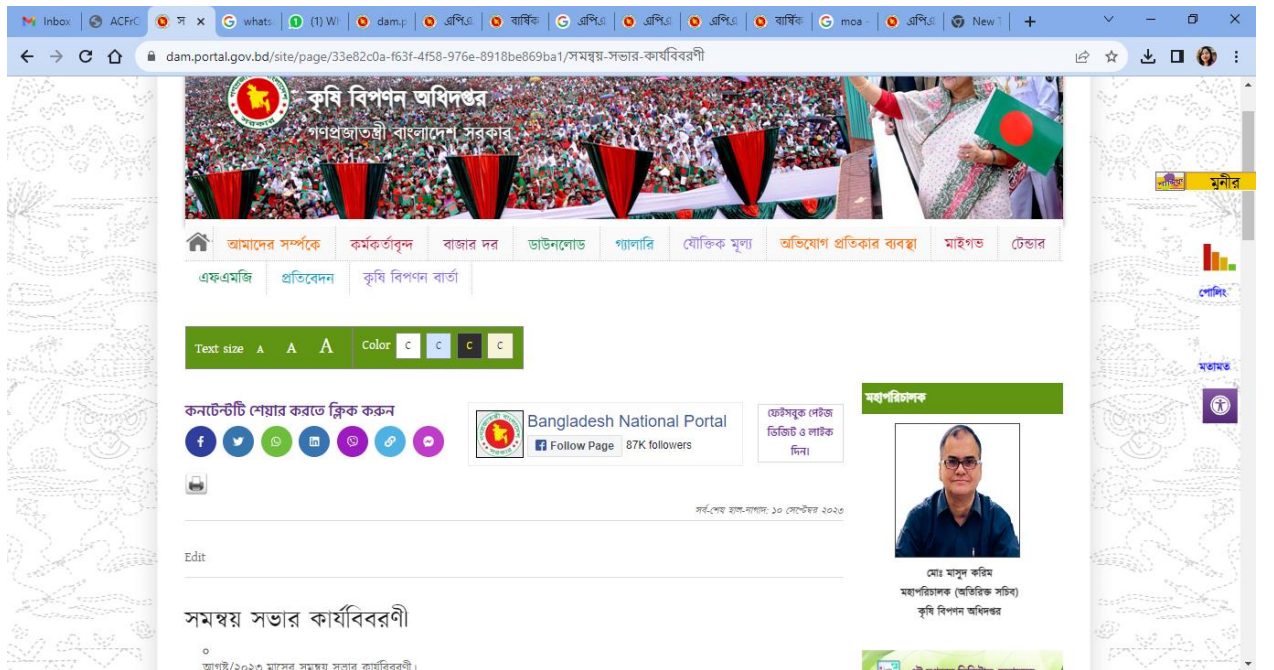 Inbox
ACFrC
স
whats
(1) Wh
dam.p
এপিএ
বার্ষিক
এপিএ
এপিএ
এপিএ
বার্ষিক
moa -
এপিএ
New T
dam.portal.gov.bd/site/page/33e82c0a-f63f-4f58-976e-8918be869ba1/সমন্বয়-সভার-কার্যবিবরণী
কৃষি বিপণন অধিদপ্তর
গণপ্রজাতন্ত্রী বাংলাদেশ সরকার
মুনীর
আমাদের সর্ম্পকে কর্মকর্তাবৃন্দ বাজার দর ডাউনলোড গ্যালারি যৌক্তিক মূল্য অভিযোগ প্রতিকার ব্যবস্থা মাইগভ টেন্ডার
এফএমজি প্রতিবেদন কৃষি বিপণন বার্তা
পোলিং
মতামত
Text size A A A Color C C C C
কনটেন্টটি শেয়ার করতে ক্লিক করুন
Bangladesh National Portal
Follow Page 87K followers
ফেইসবুক পেইজ
ভিজিট ও লাইক
দিন।
সর্ব-শেষ হাল-নাগাদ: ১০ সেপ্টেম্বর ২০২৩
Edit
সমন্বয় সভার কার্যবিবরণী
আগষ্ট/২০২৩ মাসের সমন্বয় সভার কার্যবিবরণী।
মহাপরিচালক
মোঃ মাসুদ করিম
মহাপরিচালক (অতিরিক্ত সচিব)
কৃষি বিপণন অধিদপ্তর